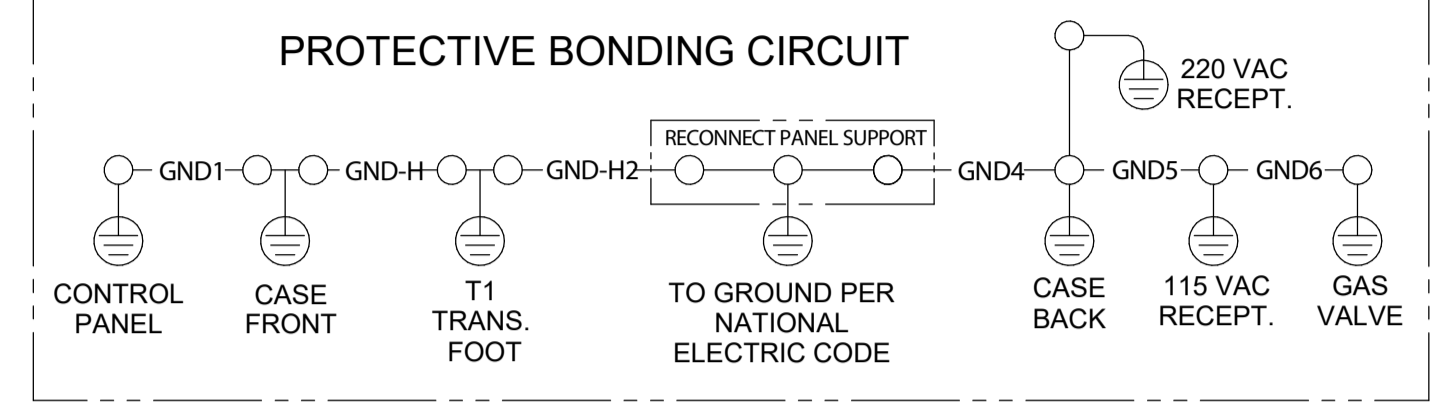 PROTECTIVE BONDING CIRCUIT
220 VAC
RECEPT.
RECONNECT PANEL SUPPORT
GND1
GND-H
GND-H2
GND4
GND5
GND6
CONTROL
PANEL
CASE
FRONT
T1
TRANS.
FOOT
TO GROUND PER
NATIONAL
ELECTRIC CODE
CASE
BACK
115 VAC
RECEPT.
GAS
VALVE